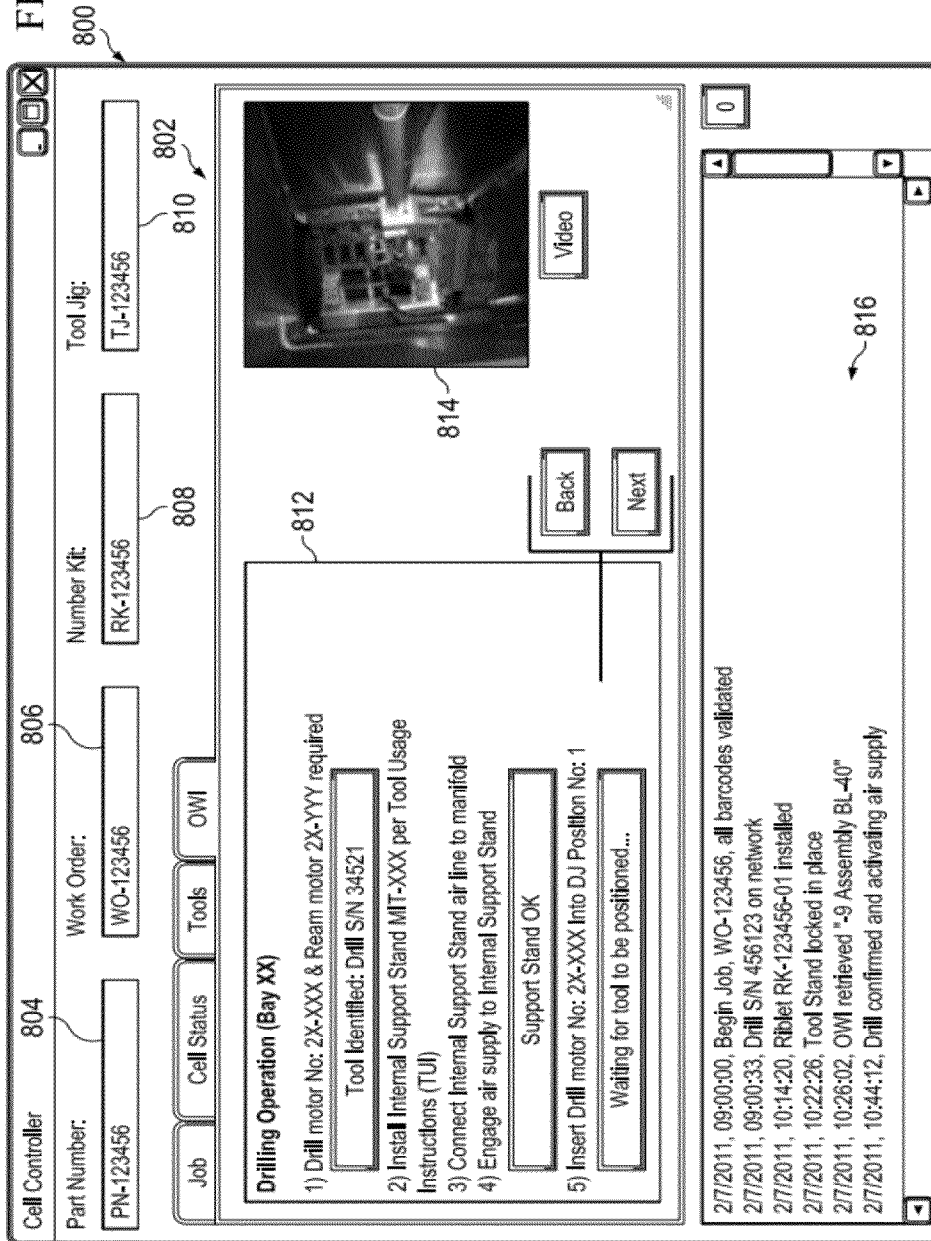 FI
800
Cell Controller
804
806
Part Number:
Work Order:
Number Kit:
Tool Jig:
PN-123456
WO-123456
RK-123456
TJ-123456
808
810
802
Job
Cell Status
Tools
OWI
812
Drilling Operation (Bay XX)
1) Drill motor No: 2X-XXX & Ream motor 2X-YYY required
Tool Identified: Drill S/N 34521
2) Install Internal Support Stand MIT-XXX per Tool Usage
Instructions (TUI)
3) Connect Internal Support Stand air line to manifold
4) Engage air supply to Internal Support Stand
Support Stand OK
5) Insert Drill motor No: 2X-XXX Into DJ Position No: 1
Waiting for tool to be positioned...
Back
Next
814
Video
2/7/2011, 09:00:00, Begin Job, WO-123456, all barcodes validated
2/7/2011, 09:00:33, Drill S/N 456123 on network
2/7/2011, 10:14:20, Riblet RK-123456-01 installed
2/7/2011, 10:22:26, Tool Stand locked in place
2/7/2011, 10:26:02, OWI retrieved "-9 Assembly BL-40"
2/7/2011, 10:44:12, Drill confirmed and activating air supply
816
0